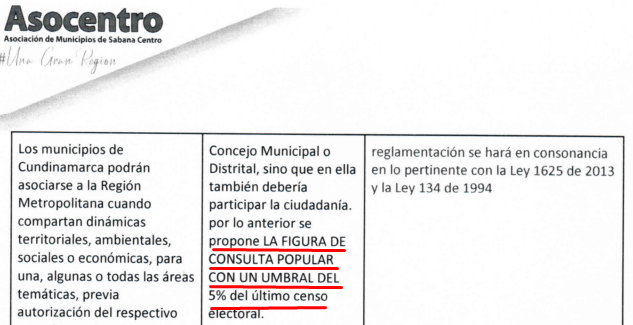 Asocentro
Asociación de Municipios de Sabana Centro
#Una Gran Region
Los municipios de
Cundinamarca podrán
asociarse a la Región
Metropolitana cuando
compartan dinámicas
territoriales, ambientales,
sociales o económicas, para
una, algunas o todas las áreas
temáticas, previa
autorización del respectivo
Concejo Municipal o
Distrital, sino que en ella
también debería
participar la ciudadanía.
por lo anterior se
propone LA FIGURA DE
CONSULTA POPULAR
CON UN UMBRAL DEL
5% del último censo
electoral.
reglamentación se hará en consonancia
en lo pertinente con la Ley 1625 de 2013
y la Ley 134 de 1994